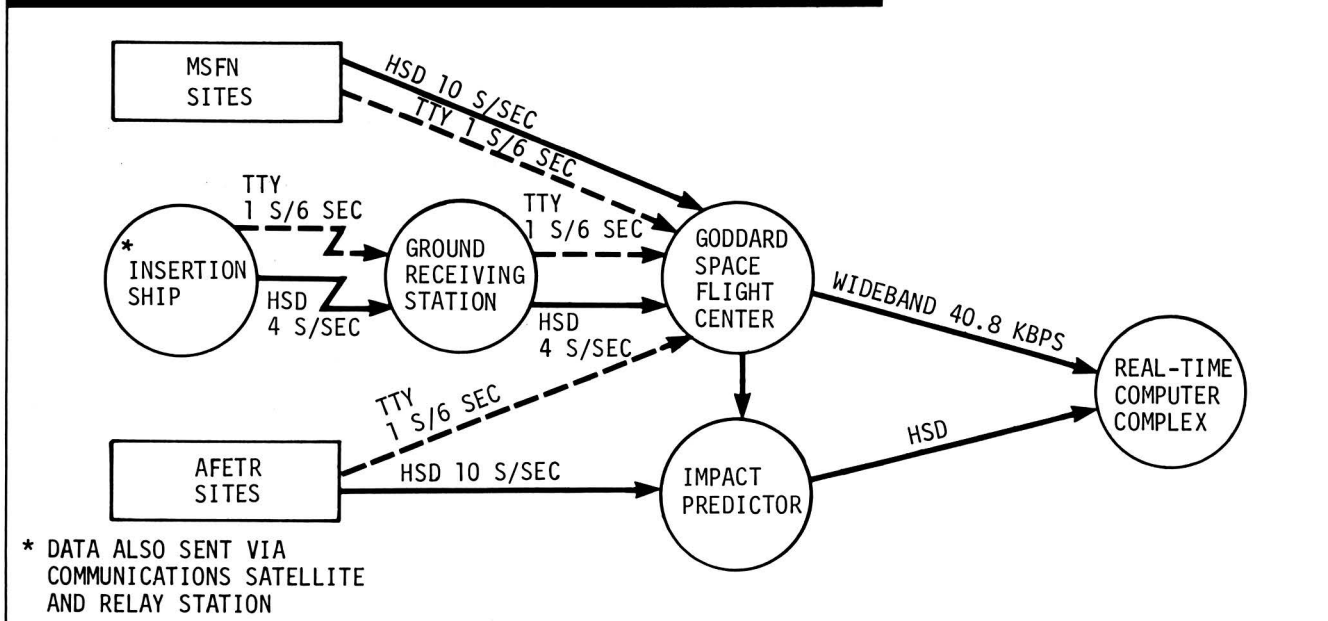 MSFN
SITES
HSD 10 S/SEC
TTY 1 S/6 SEC
TTY
1 S/6 SEC
* INSERTION
SHIP
HSD
4 S/SEC
GROUND
RECEIVING
STATION
TTY
1 S/6 SEC
HSD
4 S/SEC
GODDARD
SPACE
FLIGHT
CENTER
WIDEBAND 40.8 KBPS
REAL-TIME
COMPUTER
COMPLEX
TTY
1 S/6 SEC
AFETR
SITES
HSD 10 S/SEC
IMPACT
PREDICTOR
HSD
* DATA ALSO SENT VIA
COMMUNICATIONS SATELLITE
AND RELAY STATION